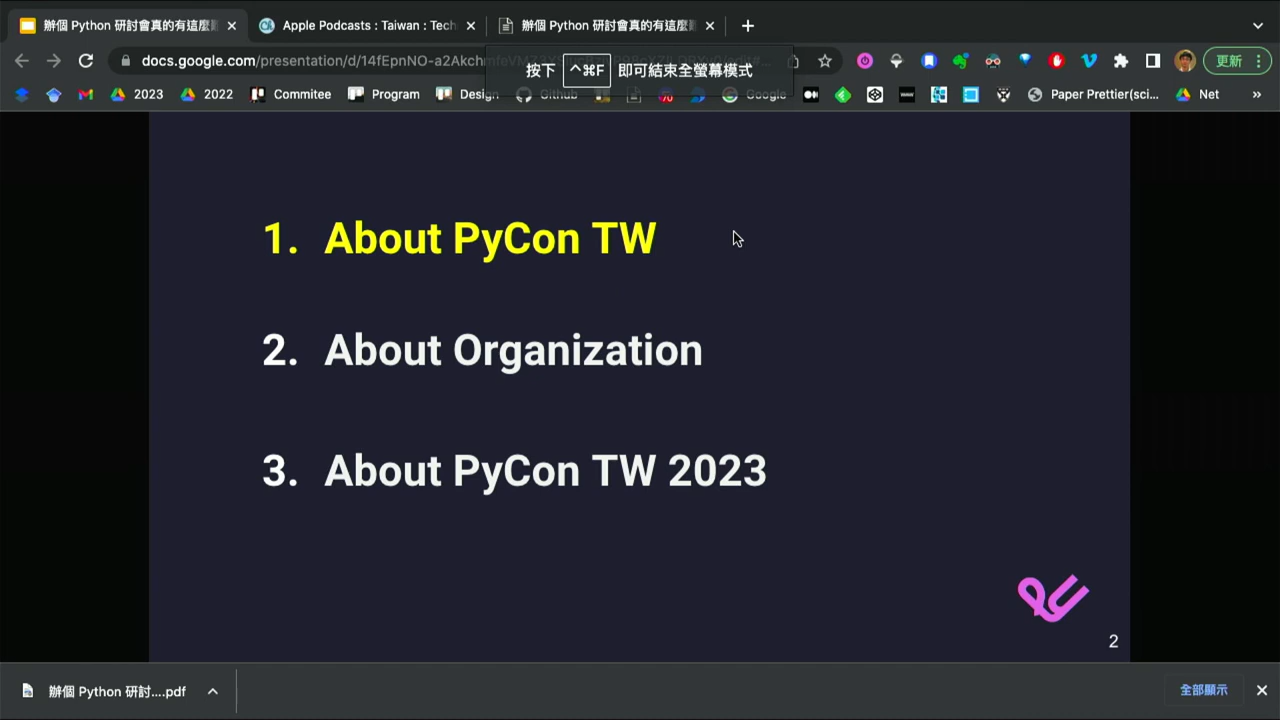 辦個 Python 研討會真的有這麼
Apple Podcasts : Taiwan : Tech
辦個 Python 研討會真的有這麼
docs.google.com/presentation/d/14fEpnNO-a2Akchm
按下 ^⌘F 即可結束全螢幕模式
更新
2023
2022
Commitee
Program
Design
Github
Google
Paper Prettier(sci...
Net
»
1. About PyCon TW
2. About Organization
3. About PyCon TW 2023
2
辦個 Python 研討....pdf
全部顯示